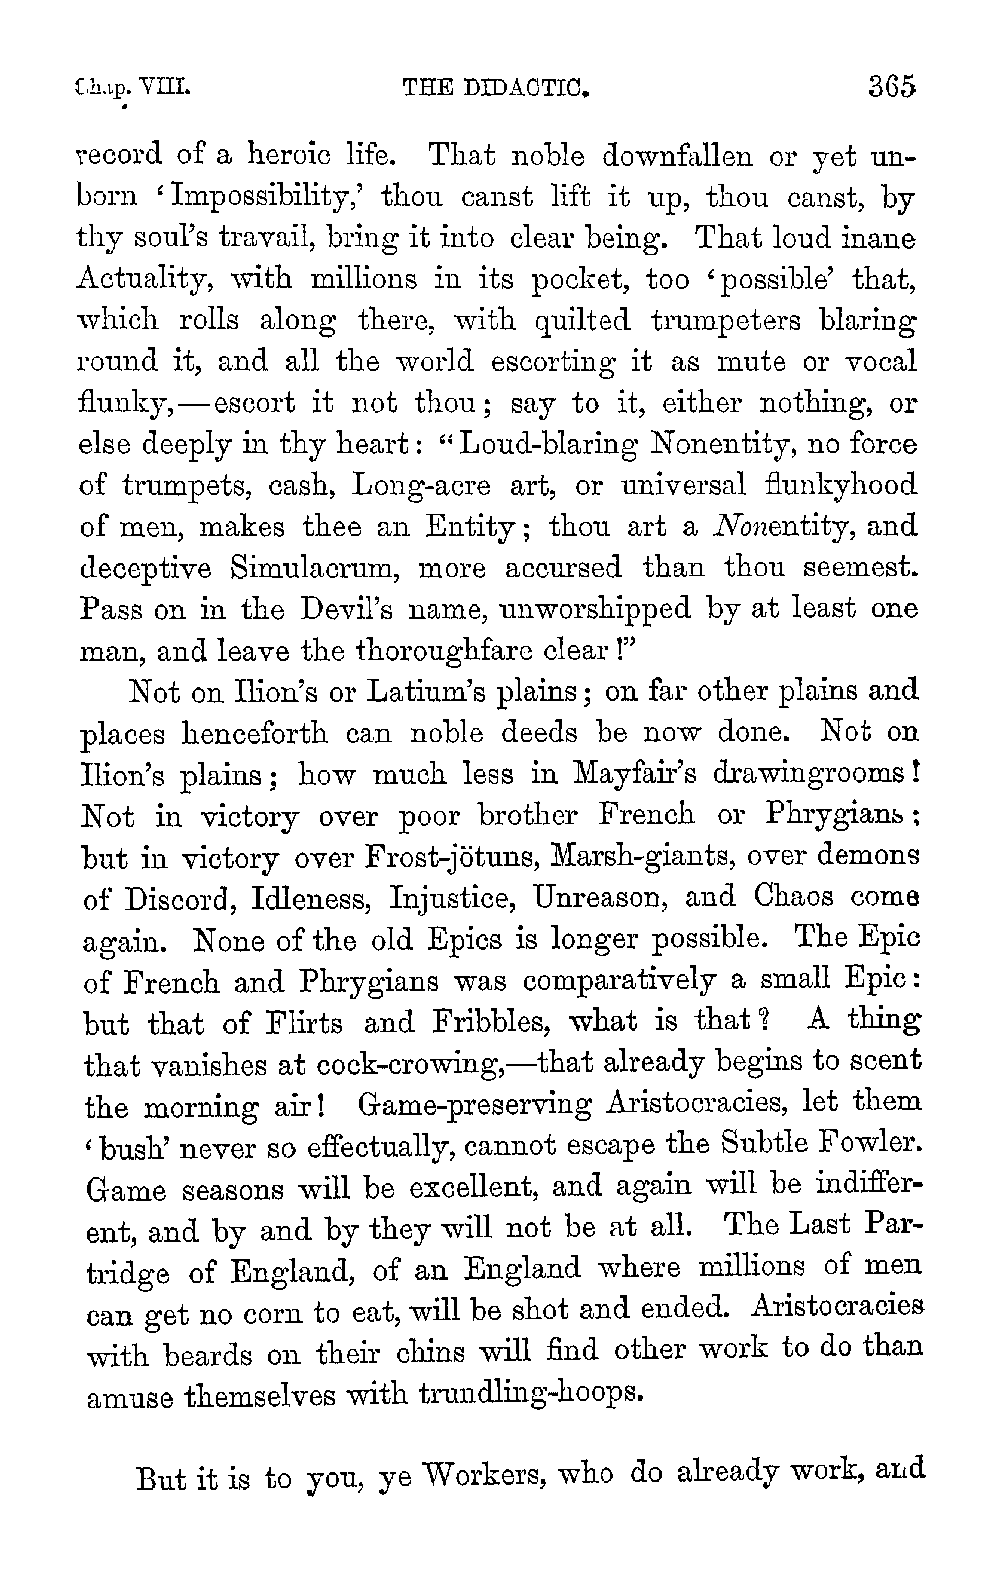 Chap. VIII. THE DIDACTIC. 365
record of a heroic life. That noble downfallen or yet un-
born ‘Impossibility,’ thou canst lift it up, thou canst, by
thy soul’s travail, bring it into clear being. That loud inane
Actuality, with millions in its pocket, too ‘possible’ that,
which rolls along there, with quilted trumpeters blaring
round it, and all the world escorting it as mute or vocal
flunky,—escort it not thou; say to it, either nothing, or
else deeply in thy heart: “Loud-blaring Nonentity, no force
of trumpets, cash, Long-acre art, or universal flunkyhood
of men, makes thee an Entity; thou art a Nonentity, and
deceptive Simulacrum, more accursed than thou seemest.
Pass on in the Devil’s name, unworshipped by at least one
man, and leave the thoroughfare clear!”
Not on Ilion’s or Latium’s plains; on far other plains and
places henceforth can noble deeds be now done. Not on
Ilion’s plains; how much less in Mayfair’s drawingrooms!
Not in victory over poor brother French or Phrygians;
but in victory over Frost-jötuns, Marsh-giants, over demons
of Discord, Idleness, Injustice, Unreason, and Chaos come
again. None of the old Epics is longer possible. The Epic
of French and Phrygians was comparatively a small Epic:
but that of Flirts and Fribbles, what is that? A thing
that vanishes at cock-crowing,—that already begins to scent
the morning air! Game-preserving Aristocracies, let them
‘bush’ never so effectually, cannot escape the Subtle Fowler.
Game seasons will be excellent, and again will be indiffer-
ent, and by and by they will not be at all. The Last Par-
tridge of England, of an England where millions of men
can get no corn to eat, will be shot and ended. Aristocracies
with beards on their chins will find other work to do than
amuse themselves with trundling-hoops.
But it is to you, ye Workers, who do already work, and